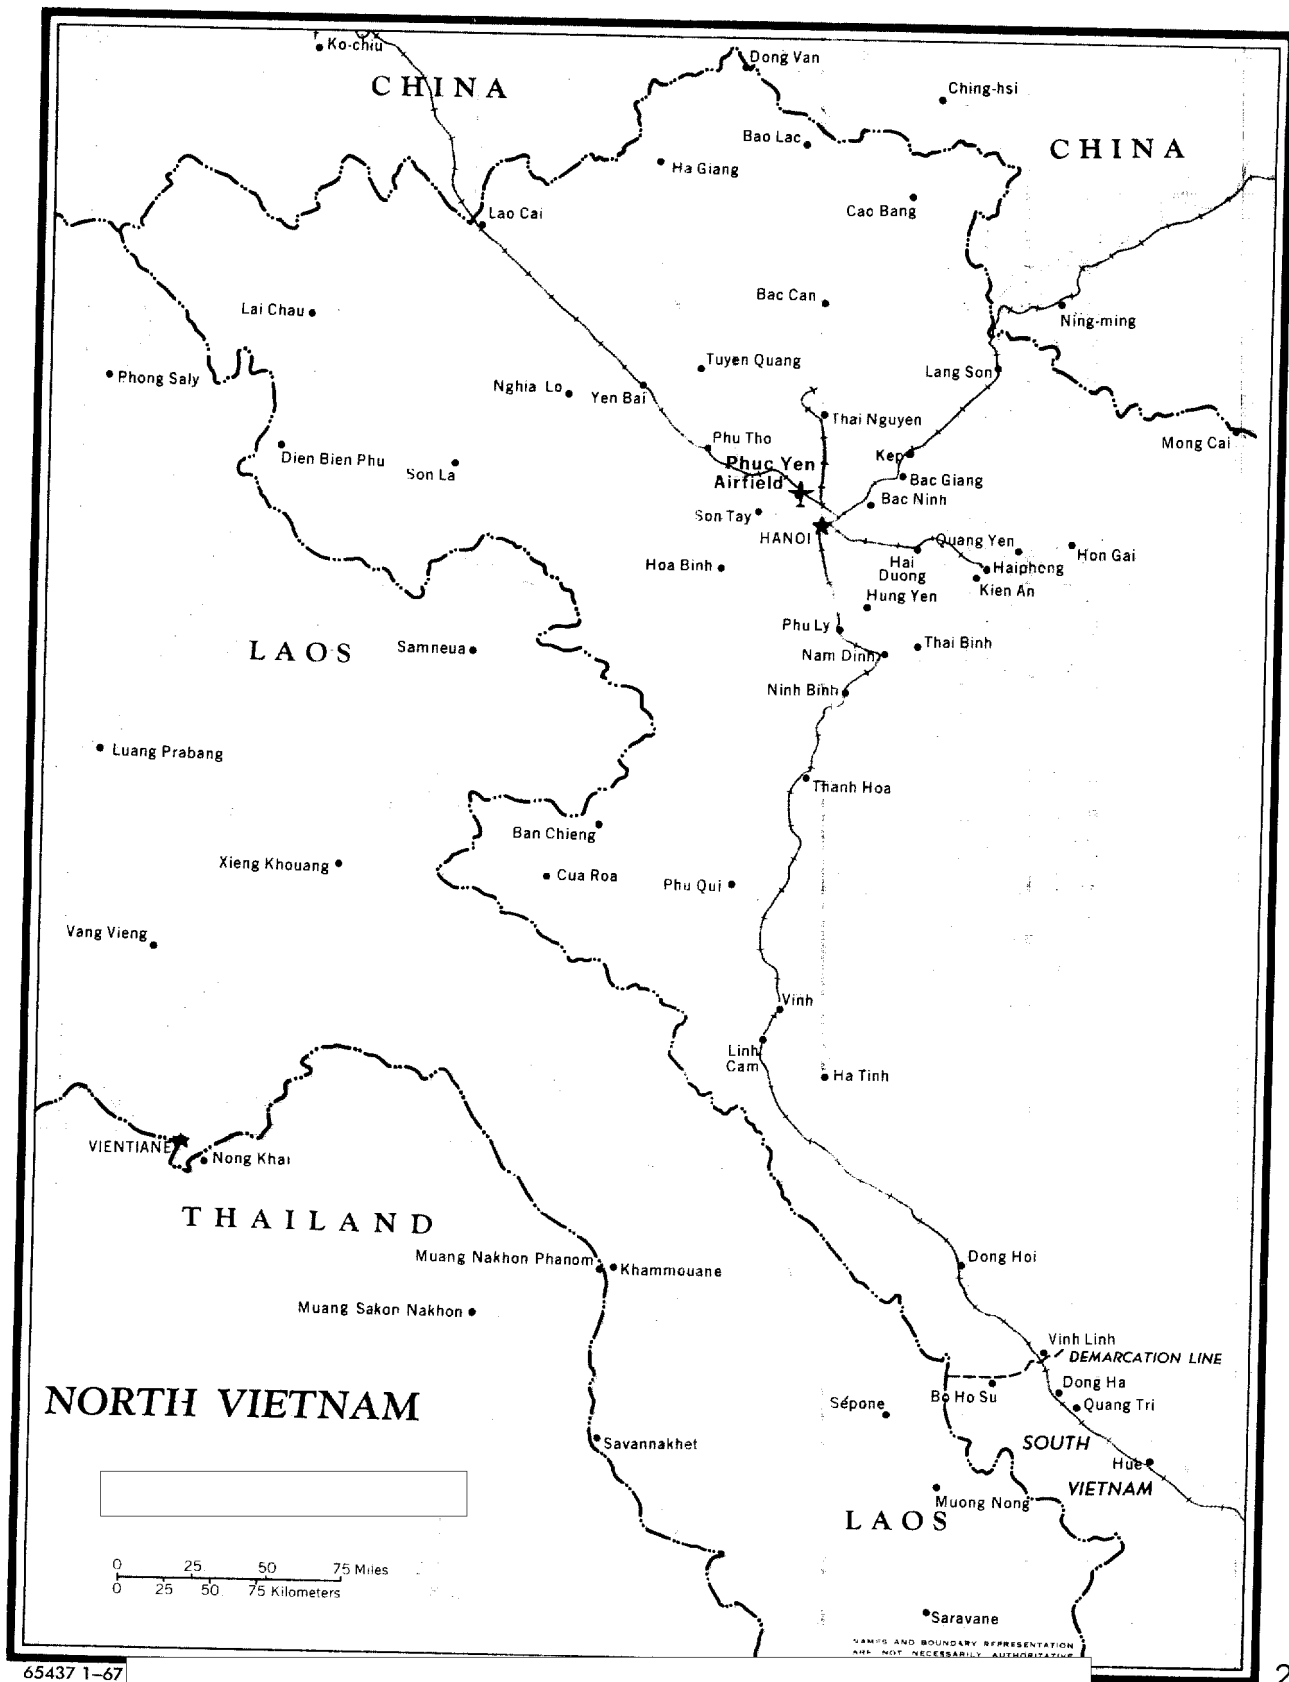 Ko-chiu
CHINA
Dong Van
Ching-hsi
Bao Lac
CHINA
Ha Giang
Cao Bang
Lao Cai
Bac Can
Lai Chau
Ning-ming
Tuyen Quang
Phong Saly
Lang Son
Nghia Lo
Yen Bai
Thai Nguyen
Mong Cai
Phu Tho
Dien Bien Phu
Son La
Phuc Yen
Airfield
Kep
Bac Giang
Bac Ninh
Son Tay
HANOI
Quang Yen
Hon Gai
Hai
Duong
Haiphong
Hoa Binh
Kien An
Hung Yen
Phu Ly
Thai Binh
LAOS
Samneua
Nam Dinh
Ninh Binh
Luang Prabang
Thanh Hoa
Ban Chieng
Xieng Khouang
Cua Roa
Phu Qui
Vang Vieng
Vinh
Linh
Cam
Ha Tinh
VIENTIANE
Nong Khai
THAILAND
Muang Nakhon Phanom
Khammouane
Dong Hoi
Muang Sakon Nakhon
Vinh Linh
DEMARCATION LINE
Dong Ha
Bo Ho Su
Quang Tri
Sépone
NORTH VIETNAM
Savannakhet
SOUTH
VIETNAM
Hue
Muong Nong
LAOS
0 25 50 75 Miles
0 25 50 75 Kilometers
Saravane
NAMES AND BOUNDARY REPRESENTATION
ARE NOT NECESSARILY AUTHORITATIVE
65437 1-67
2